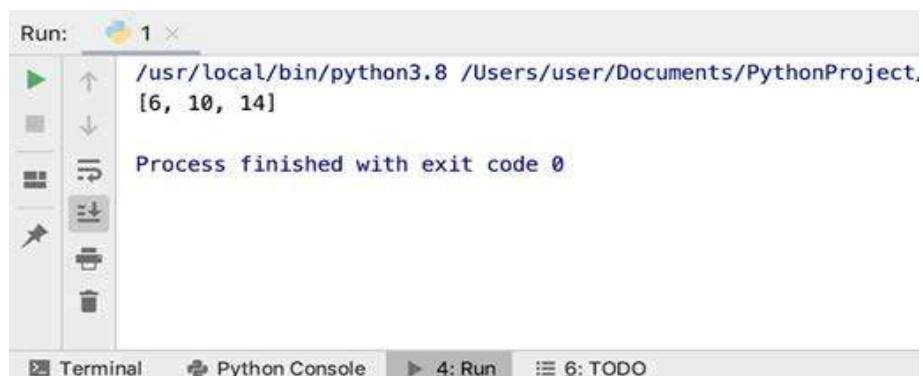 Run: 1 ×
/usr/local/bin/python3.8 /Users/user/Documents/PythonProject/
[6, 10, 14]
Process finished with exit code 0
Terminal Python Console 4: Run 6: TODO